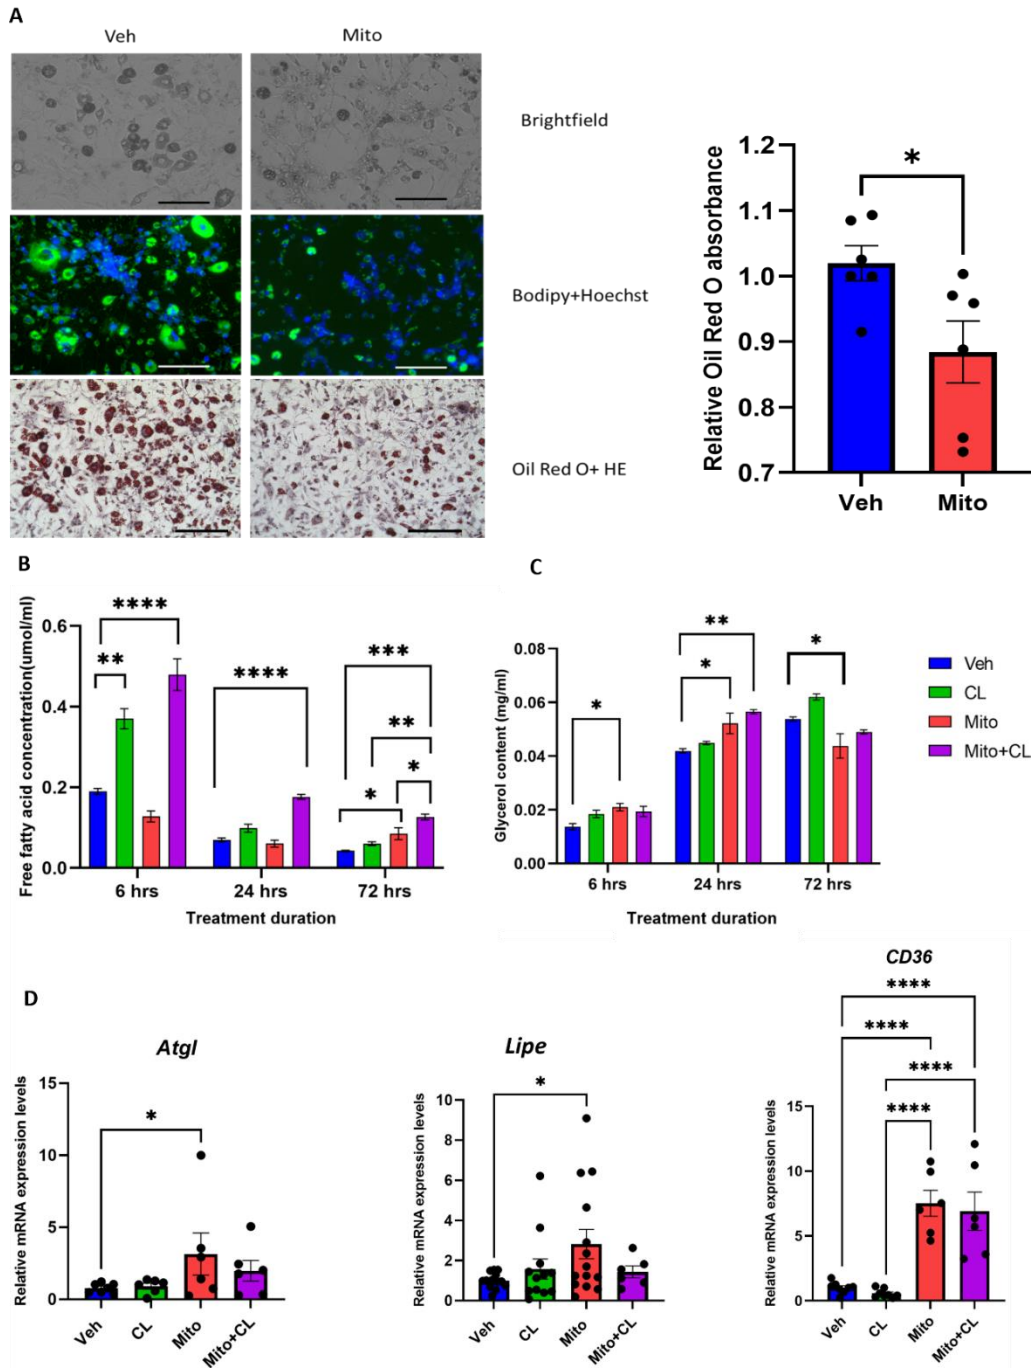 A
Veh
Mito
Brightfield
Bodipy+Hoechst
Oil Red O+ HE
Relative Oil Red O absorbance
1.2
1.1
1.0
0.9
0.8
0.7
*
Veh
Mito
B
Free fatty acid concentration(umol/ml)
0.6
0.4
0.2
0.0
****
**
****
***
**
*
*
6 hrs
24 hrs
72 hrs
Treatment duration
C
Glycerol content (mg/ml)
0.08
0.06
0.04
0.02
0.00
*
**
*
*
6 hrs
24 hrs
72 hrs
Treatment duration
Veh
CL
Mito
Mito+CL
D
Atgl
Relative mRNA expression levels
15
10
5
0
*
Veh
CL
Mito
Mito+CL
Lipe
Relative mRNA expression levels
10
8
6
4
2
0
*
Veh
CL
Mito
Mito+CL
CD36
Relative mRNA expression levels
15
10
5
0
****
****
****
****
Veh
CL
Mito
Mito+CL